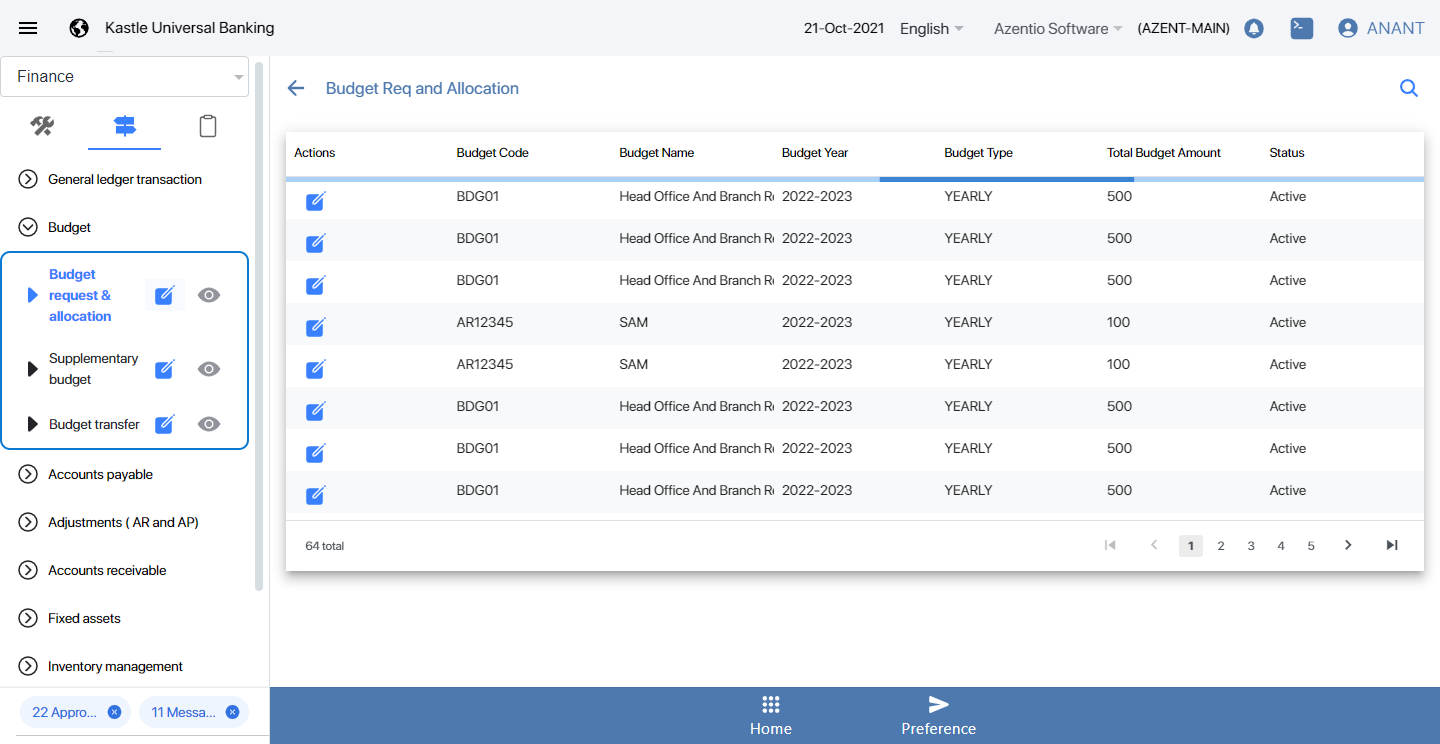 Kastle Universal Banking
21-Oct-2021 English Azentio Software (AZENT-MAIN) ANANT
Finance
General ledger transaction
Budget
Budget
request &
allocation
Supplementary
budget
Budget transfer
Accounts payable
Adjustments ( AR and AP)
Accounts receivable
Fixed assets
Inventory management
22 Appro...
11 Messa...
Budget Req and Allocation
Actions Budget Code Budget Name Budget Year Budget Type Total Budget Amount Status
BDG01 Head Office And Branch Re 2022-2023 YEARLY 500 Active
BDG01 Head Office And Branch Re 2022-2023 YEARLY 500 Active
BDG01 Head Office And Branch Re 2022-2023 YEARLY 500 Active
AR12345 SAM 2022-2023 YEARLY 100 Active
AR12345 SAM 2022-2023 YEARLY 100 Active
BDG01 Head Office And Branch Re 2022-2023 YEARLY 500 Active
BDG01 Head Office And Branch Re 2022-2023 YEARLY 500 Active
BDG01 Head Office And Branch Re 2022-2023 YEARLY 500 Active
64 total
1 2 3 4 5
Home
Preference